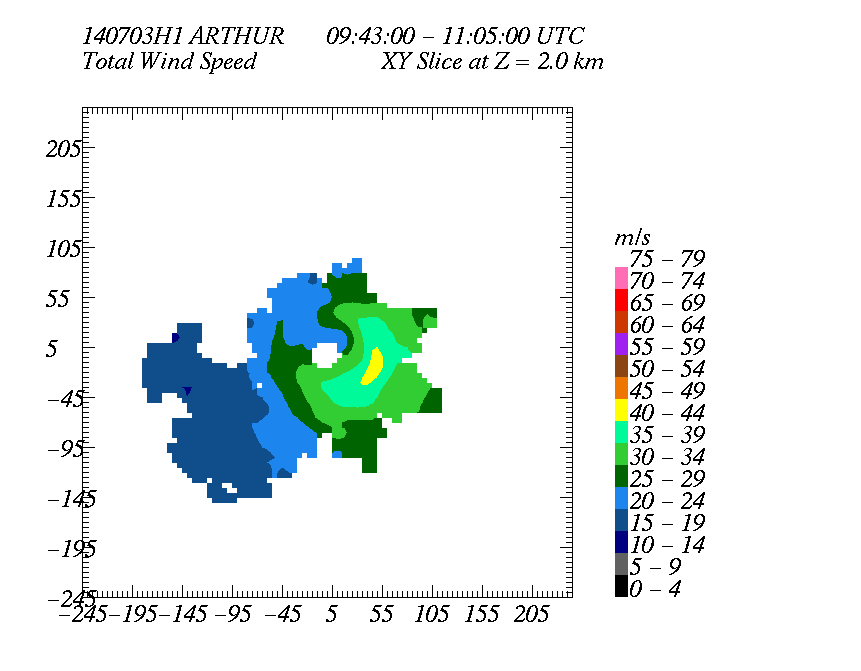 140703H1 ARTHUR 09:43:00 – 11:05:00 UTC
Total Wind Speed XY Slice at Z = 2.0 km
205
155
105
55
5
−45
−95
−145
−195
−245
−245 −195 −145 −95 −45 5 55 105 155 205
m/s
75 – 79
70 – 74
65 – 69
60 – 64
55 – 59
50 – 54
45 – 49
40 – 44
35 – 39
30 – 34
25 – 29
20 – 24
15 – 19
10 – 14
5 – 9
0 – 4